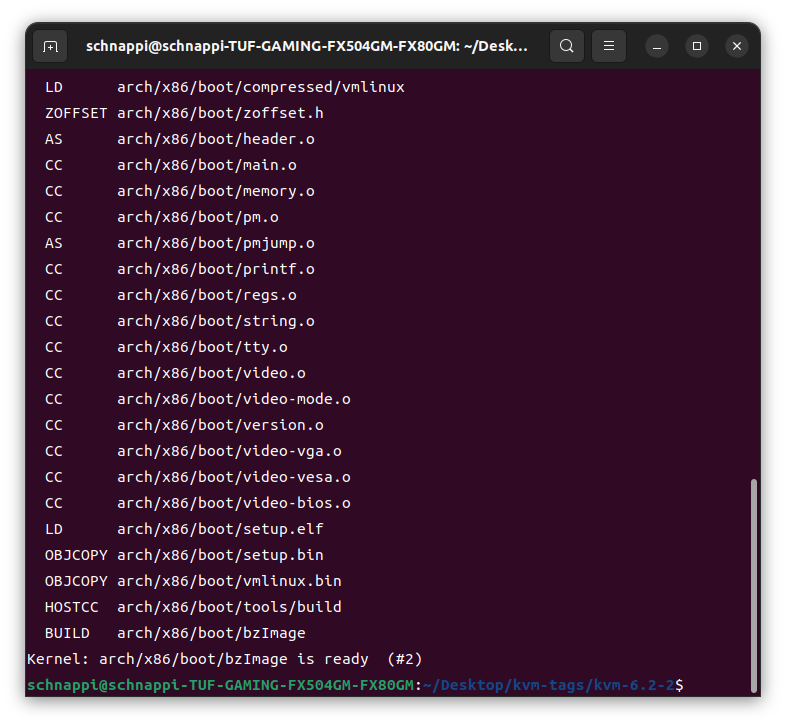 schnappi@schnappi-TUF-GAMING-FX504GM-FX80GM: ~/Desk...
LD      arch/x86/boot/compressed/vmlinux
ZOFFSET arch/x86/boot/zoffset.h
AS      arch/x86/boot/header.o
CC      arch/x86/boot/main.o
CC      arch/x86/boot/memory.o
CC      arch/x86/boot/pm.o
AS      arch/x86/boot/pmjump.o
CC      arch/x86/boot/printf.o
CC      arch/x86/boot/regs.o
CC      arch/x86/boot/string.o
CC      arch/x86/boot/tty.o
CC      arch/x86/boot/video.o
CC      arch/x86/boot/video-mode.o
CC      arch/x86/boot/version.o
CC      arch/x86/boot/video-vga.o
CC      arch/x86/boot/video-vesa.o
CC      arch/x86/boot/video-bios.o
LD      arch/x86/boot/setup.elf
OBJCOPY arch/x86/boot/setup.bin
OBJCOPY arch/x86/boot/vmlinux.bin
HOSTCC  arch/x86/boot/tools/build
BUILD   arch/x86/boot/bzImage
Kernel: arch/x86/boot/bzImage is ready  (#2)
schnappi@schnappi-TUF-GAMING-FX504GM-FX80GM:~/Desktop/kvm-tags/kvm-6.2-2$